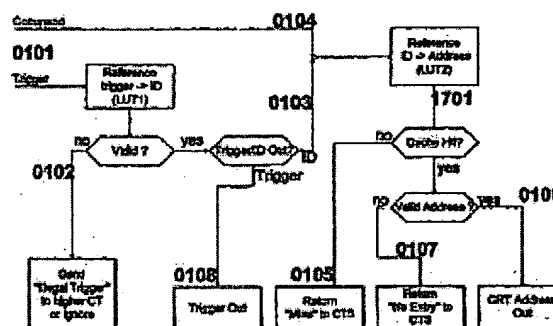 Command
0104
0101
Trigger
Reference
trigger -> ID
(LUT1)
Reference
ID -> Address
(LUT2)
0103
1701
no
Valid ?
yes
Trigger/ID Out?
ID
Trigger
0102
no
Cache Hit?
yes
no
Valid Address?
yes
0107
0108
0105
Send
"Illegal Trigger"
to higher CT
or Ignore
Trigger Out
Return
"Miss" to CTS
Return
"No Entry" to
CTS
CRT Address
Out